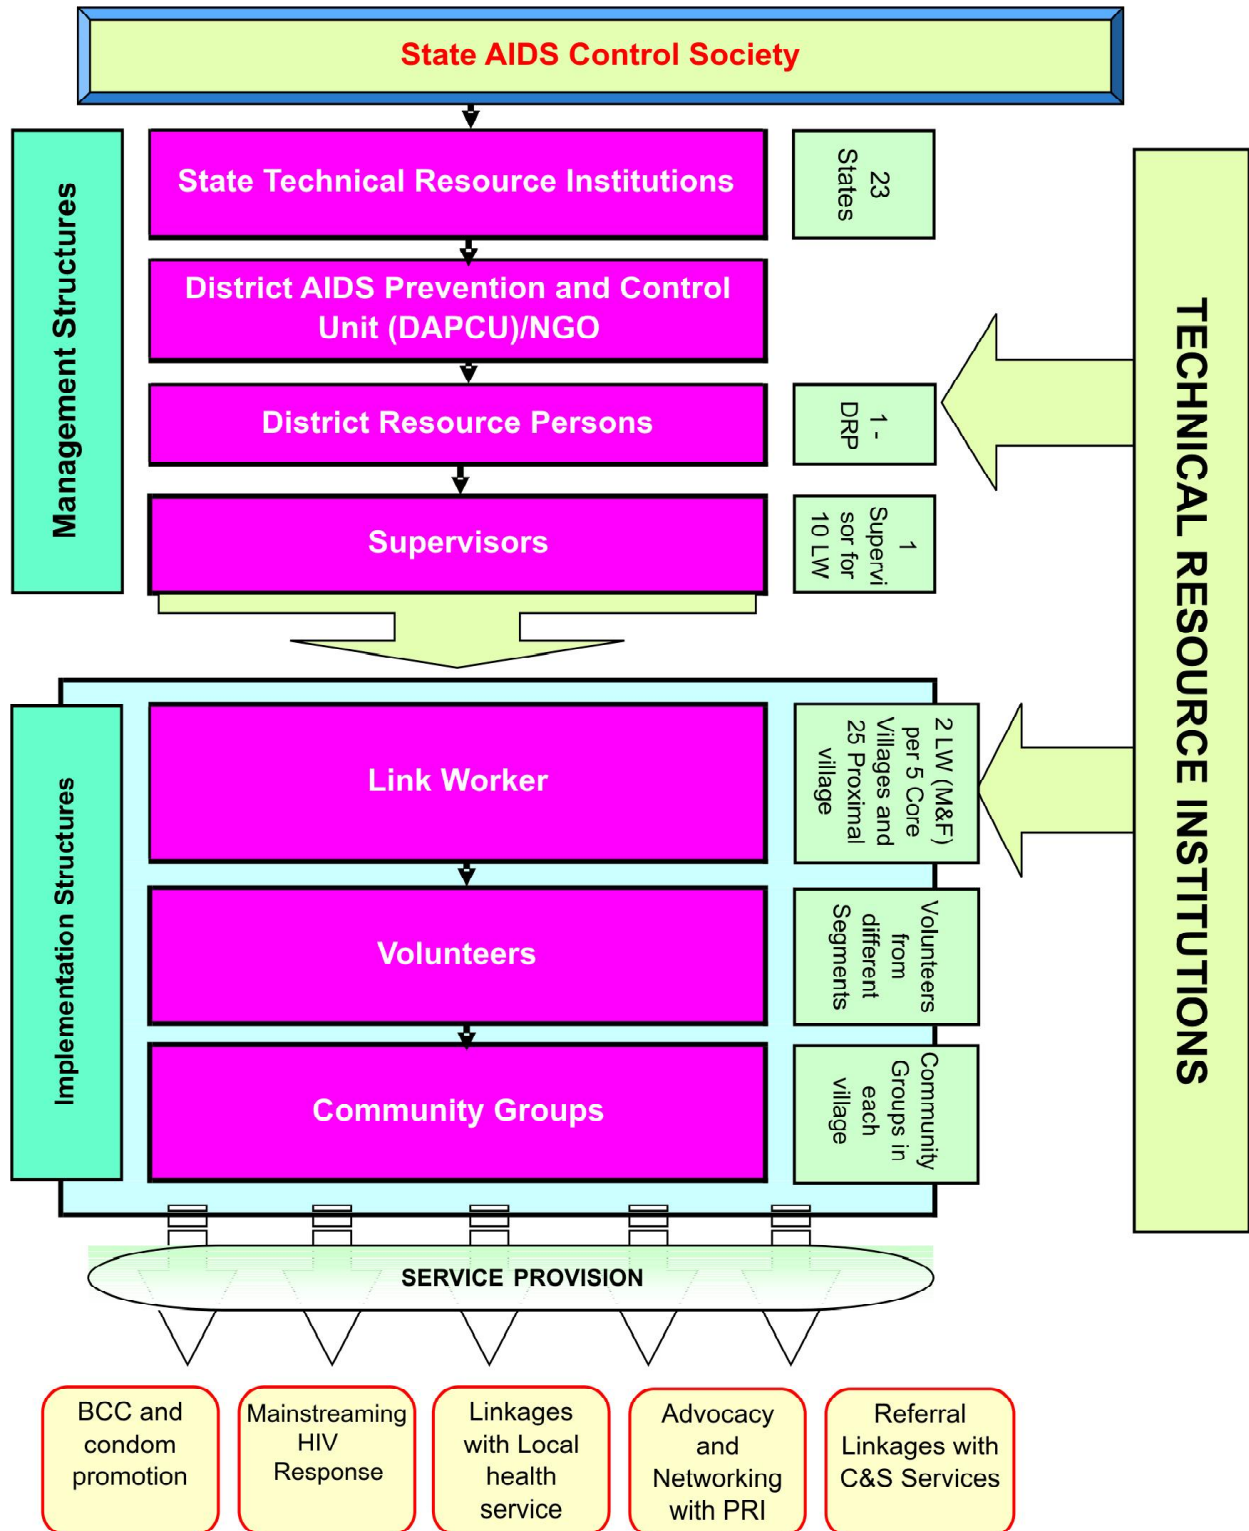 State AIDS Control Society
Management Structures
State Technical Resource Institutions
23
States
District AIDS Prevention and Control
Unit (DAPCU)/NGO
District Resource Persons
1 -
DRP
Supervisors
1
Supervi
sor for
10 LW
TECHNICAL RESOURCE INSTITUTIONS
Implementation Structures
Link Worker
2 LW (M&F)
per 5 Core
Villages and
25 Proximal
village
Volunteers
Volunteers
from
different
Segments
Community Groups
Community
Groups in
each
village
SERVICE PROVISION
BCC and
condom
promotion
Mainstreaming
HIV
Response
Linkages
with Local
health
service
Advocacy
and
Networking
with PRI
Referral
Linkages with
C&S Services